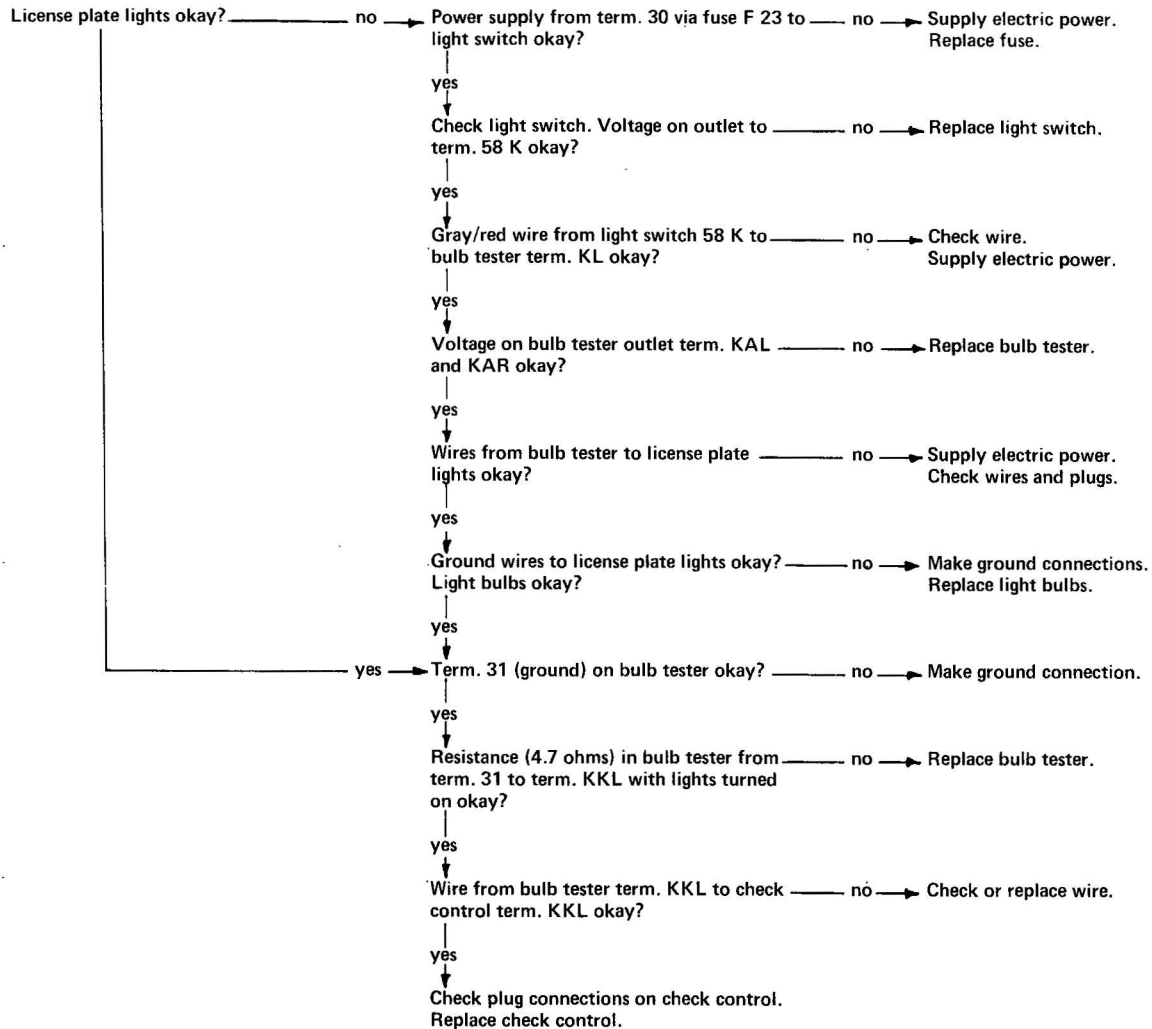 License plate lights okay? no Power supply from term. 30 via fuse F 23 to no Supply electric power.
light switch okay? Replace fuse.
yes
Check light switch. Voltage on outlet to no Replace light switch.
term. 58 K okay?
yes
Gray/red wire from light switch 58 K to no Check wire.
bulb tester term. KL okay? Supply electric power.
yes
Voltage on bulb tester outlet term. KAL no Replace bulb tester.
and KAR okay?
yes
Wires from bulb tester to license plate no Supply electric power.
lights okay? Check wires and plugs.
yes
Ground wires to license plate lights okay? no Make ground connections.
Light bulbs okay? Replace light bulbs.
yes
yes Term. 31 (ground) on bulb tester okay? no Make ground connection.
yes
Resistance (4.7 ohms) in bulb tester from no Replace bulb tester.
term. 31 to term. KKL with lights turned
on okay?
yes
Wire from bulb tester term. KKL to check no Check or replace wire.
control term. KKL okay?
yes
Check plug connections on check control.
Replace check control.